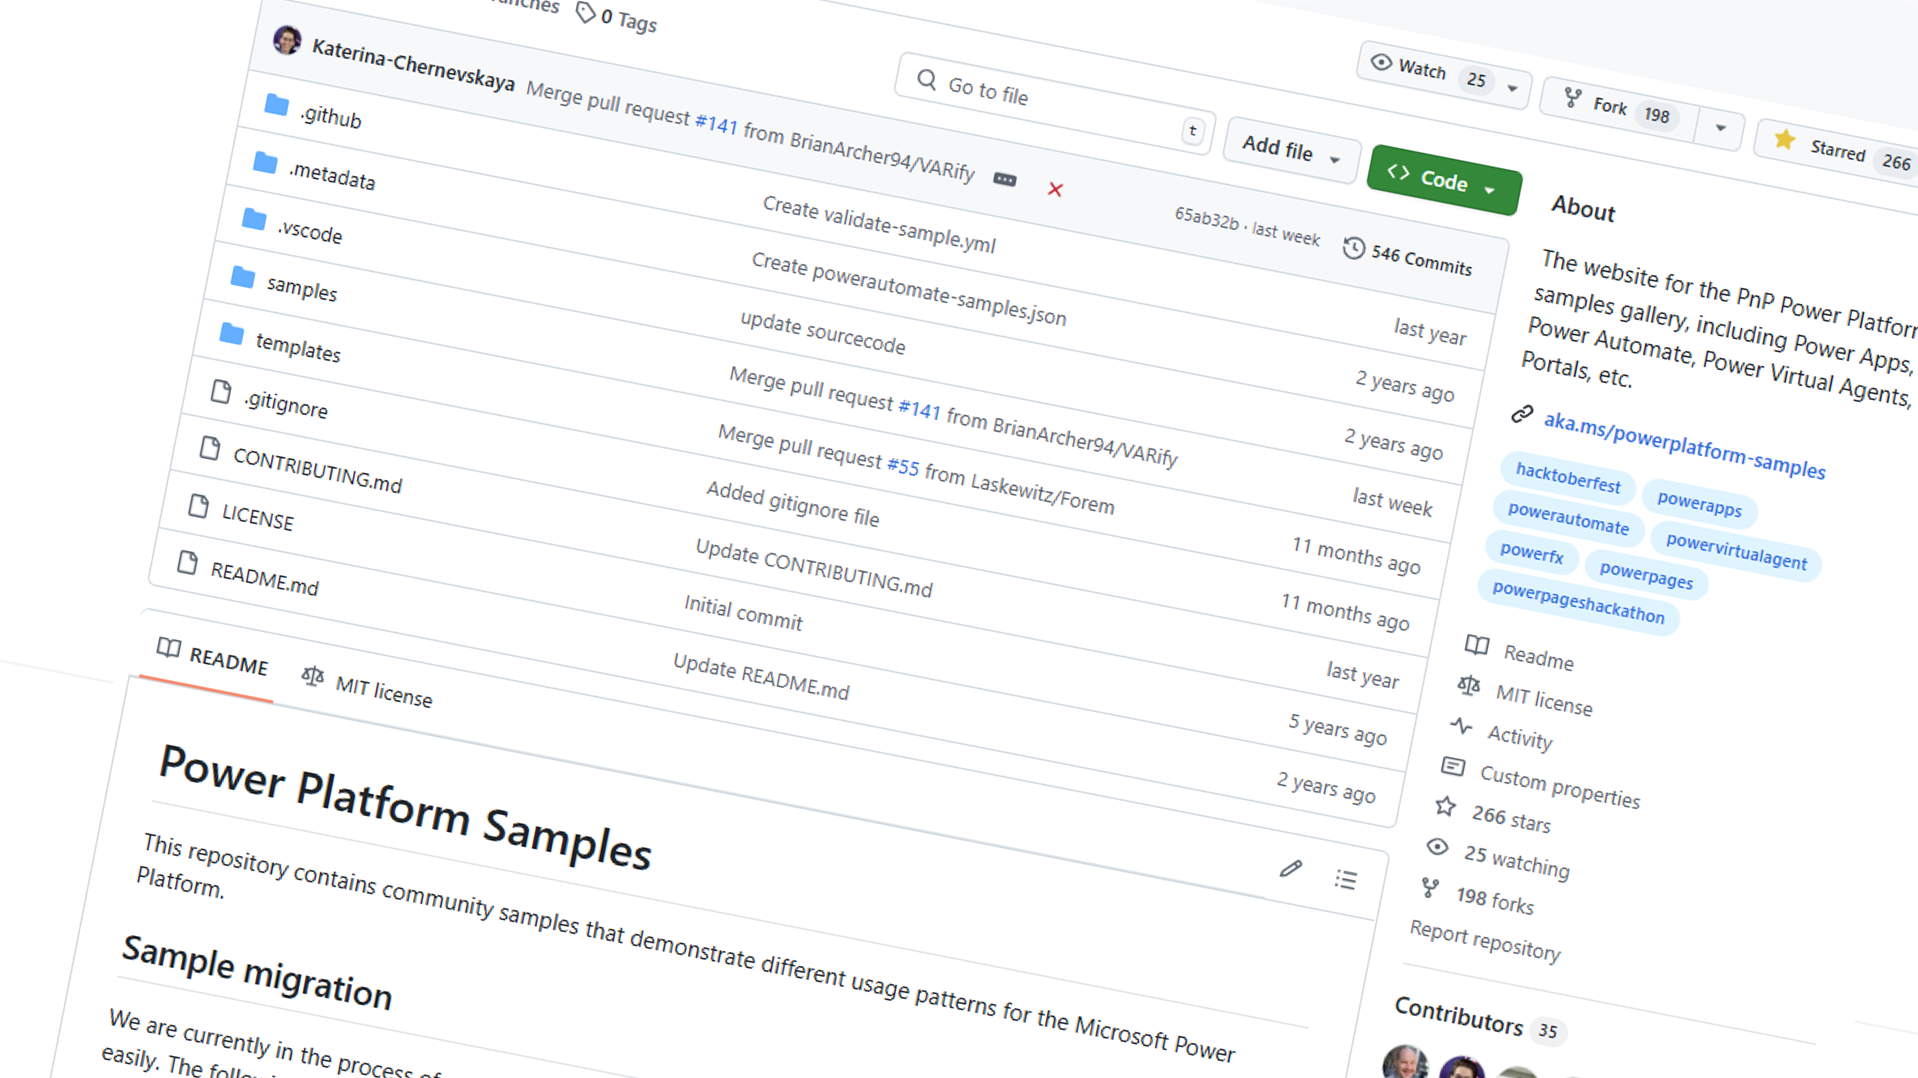 0 Tags
Watch 25
Fork 198
Starred 266
Go to file
t
Add file
Code
Katerina-Chernevskaya Merge pull request #141 from BrianArcher94/VARify
65ab32b · last week
546 Commits
.github Create validate-sample.yml last year
.metadata Create powerautomate-samples.json 2 years ago
.vscode update sourcecode 2 years ago
samples Merge pull request #141 from BrianArcher94/VARify last week
templates Merge pull request #55 from Laskewitz/Forem 11 months ago
.gitignore Added gitignore file 11 months ago
CONTRIBUTING.md Update CONTRIBUTING.md last year
LICENSE Initial commit 5 years ago
README.md Update README.md 2 years ago
README MIT license
Power Platform Samples
This repository contains community samples that demonstrate different usage patterns for the Microsoft Power
Platform.
Sample migration
We are currently in the process of
easily. The
About
The website for the PnP Power
samples gallery, including Power Apps,
Power Automate, Power Virtual Agents,
Portals, etc.
aka.ms/powerplatform-samples
hacktoberfest powerapps
powerautomate powervirtualagent
powerfx powerpages
powerpageshackathon
Readme
MIT license
Activity
Custom properties
266 stars
25 watching
198 forks
Report repository
Contributors 35